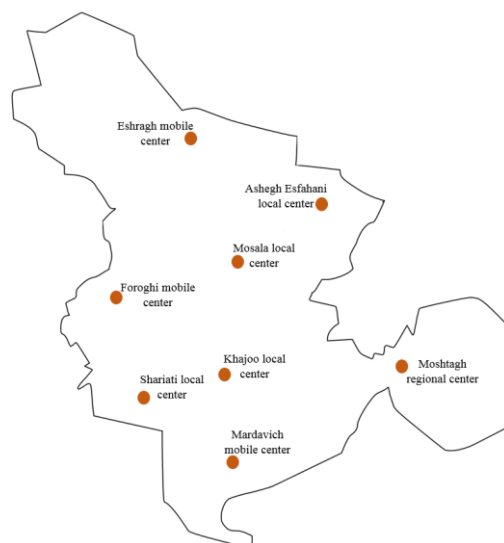 Eshragh mobile
center
Ashegh Esfahani
local center
Mosala local
center
Foroghi mobile
center
Khajoo local
center
Moshtagh
regional center
Shariati local
center
Mardavich
mobile center